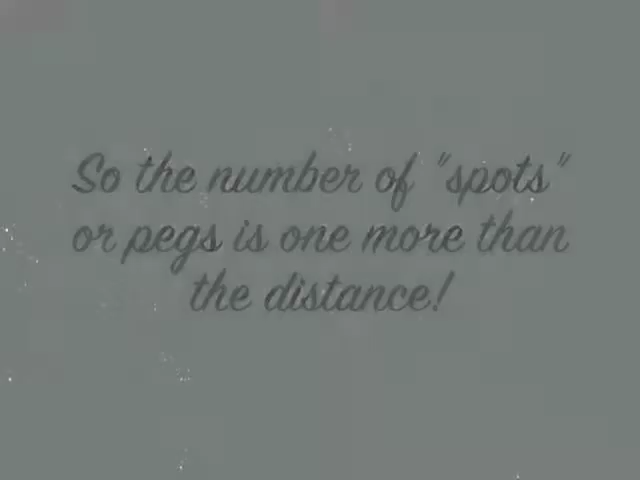 So the number of "spots"
or pegs is one more than
the distance!